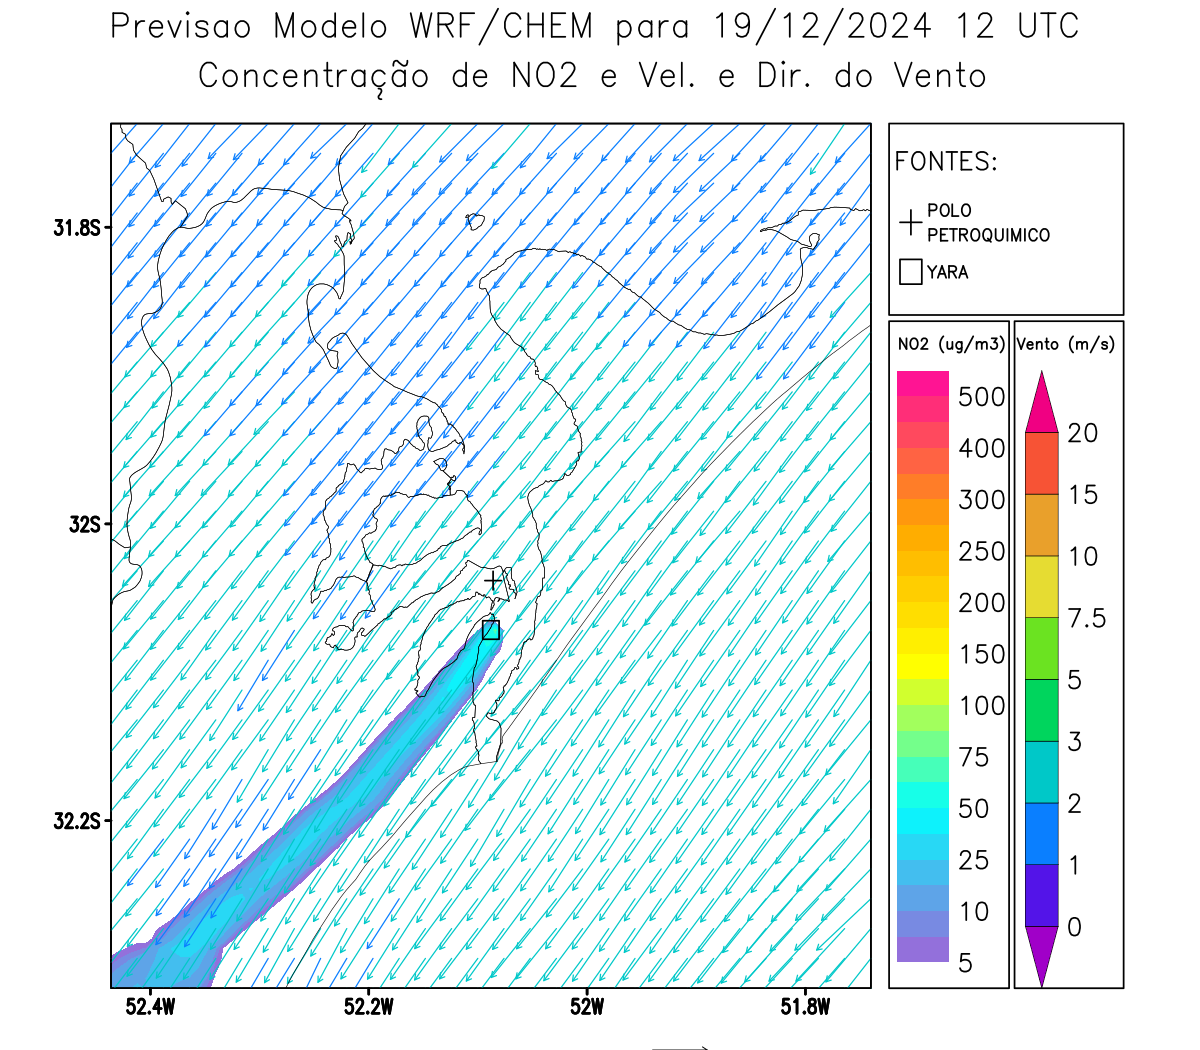 Previsao Modelo WRF/CHEM para 19/12/2024 12 UTC
Concentração de NO2 e Vel. e Dir. do Vento
FONTES:
POLO
PETROQUIMICO
YARA
NO2 (ug/m3)
500
400
300
250
200
150
100
75
50
25
10
5
Vento (m/s)
20
15
10
7.5
5
3
2
1
0
31.8S
32S
32.2S
52.4W
52.2W
52W
51.8W